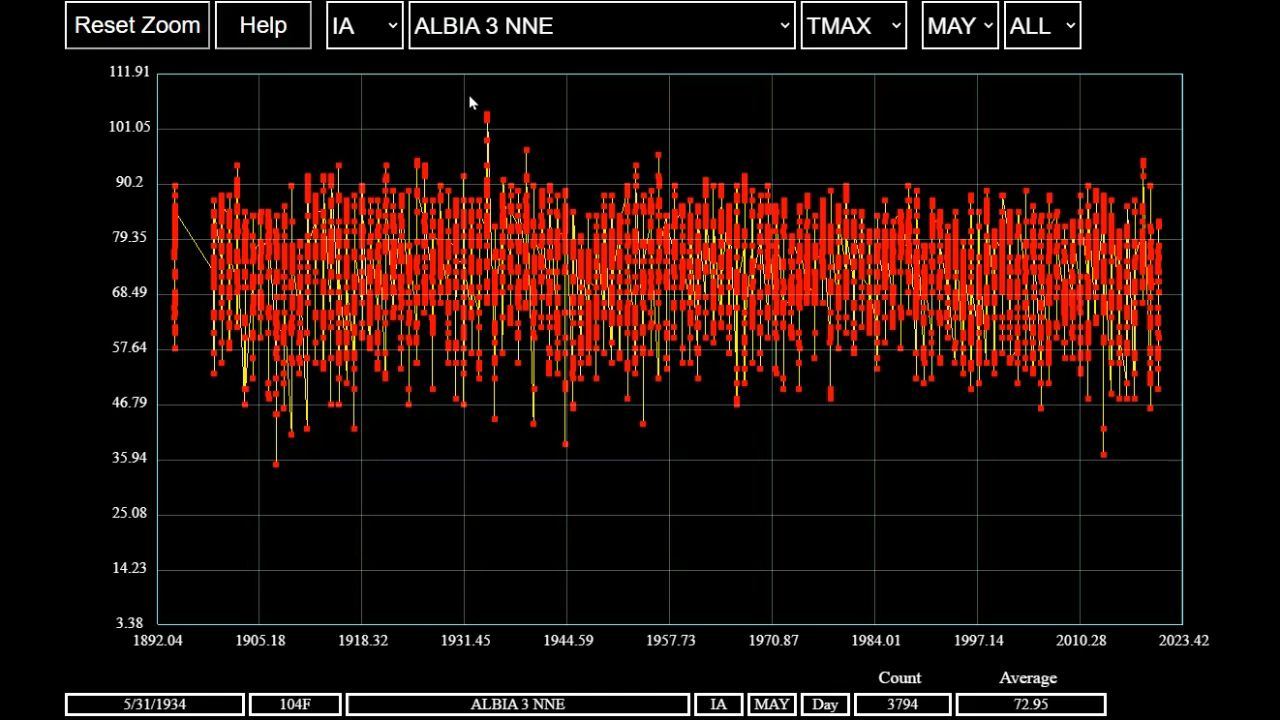 Reset Zoom Help IA ALBIA 3 NNE TMAX MAY ALL
111.91
101.05
90.2
79.35
68.49
57.64
46.79
35.94
25.08
14.23
3.38
1892.04 1905.18 1918.32 1931.45 1944.59 1957.73 1970.87 1984.01 1997.14 2010.28 2023.42
Count Average
5/31/1934 104F ALBIA 3 NNE IA MAY Day 3794 72.95